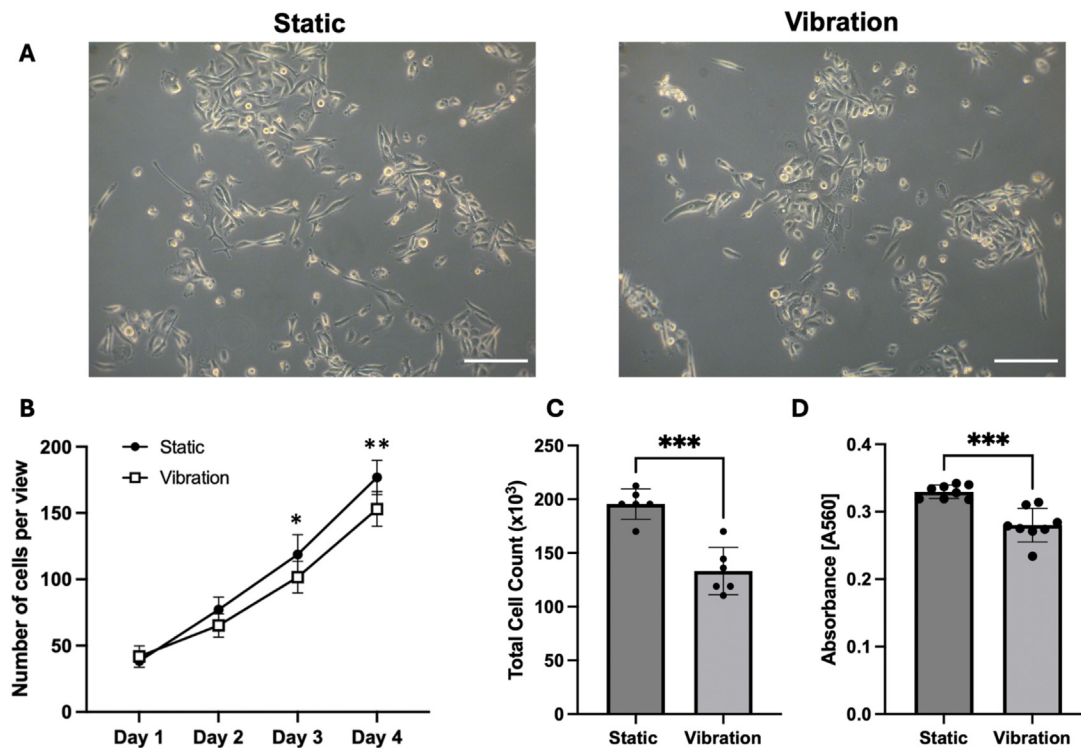 Static
Vibration
A
B
Number of cells per view
200
150
100
50
0
Static
Vibration
*
**
Day 1
Day 2
Day 3
Day 4
C
Total Cell Count (x10³)
250
200
150
100
50
0
***
Static
Vibration
D
Absorbance [A560]
0.4
0.3
0.2
0.1
0.0
***
Static
Vibration